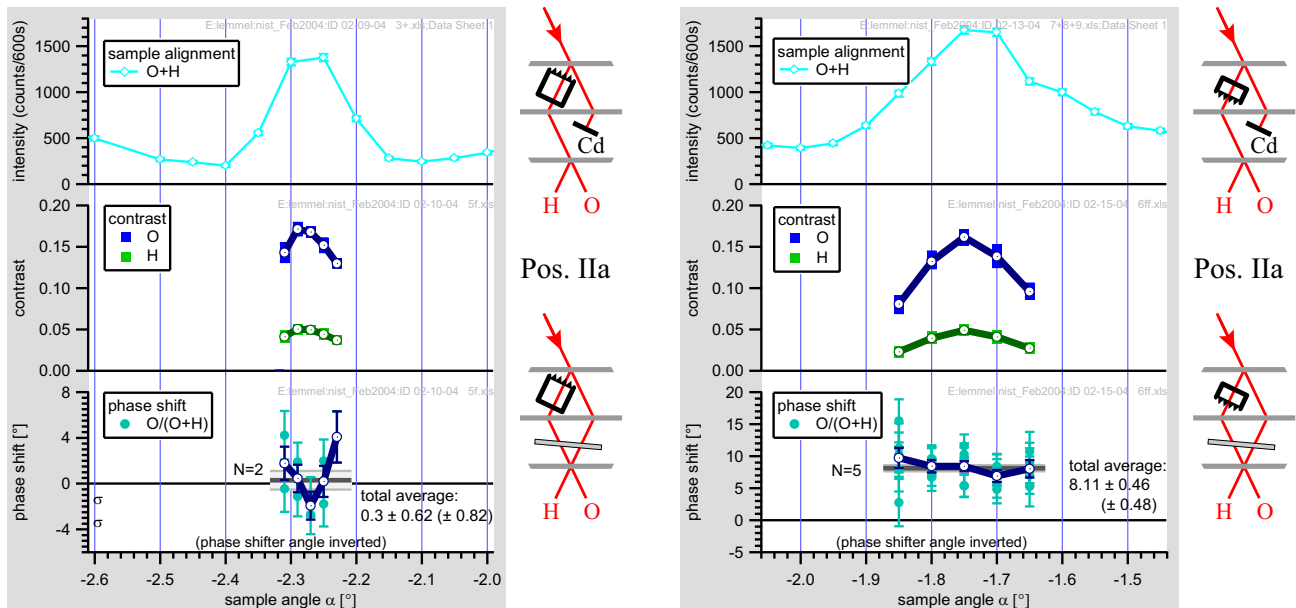 E:lemmel:nist_Feb2004:ID 02-09-04 3+.xls;Data Sheet 1
sample alignment
O+H
intensity (counts/600s)
1500
1000
500
0
Cd
H O
E:lemmel:nist_Feb2004:ID 02-10-04 5f.xls
contrast
O
H
contrast
0.20
0.15
0.10
0.05
0.00
Pos. IIa
E:lemmel:nist_Feb2004:ID 02-10-04 5f.xls
phase shift
O/(O+H)
phase shift [°]
8
4
0
-4
σ
σ
N=2
total average:
0.3 ± 0.62 (± 0.82)
(phase shifter angle inverted)
-2.6 -2.5 -2.4 -2.3 -2.2 -2.1 -2.0
sample angle α [°]
H O
E:lemmel:nist_Feb2004:ID 02-13-04 7+8+9.xls;Data Sheet 1
sample alignment
O+H
intensity (counts/600s)
1500
1000
500
0
Cd
H O
E:lemmel:nist_Feb2004:ID 02-15-04 6ff.xls
contrast
O
H
contrast
0.20
0.15
0.10
0.05
0.00
Pos. IIa
E:lemmel:nist_Feb2004:ID 02-15-04 6ff.xls
phase shift
O/(O+H)
phase shift [°]
20
15
10
5
0
-5
N=5
total average:
8.11 ± 0.46
(± 0.48)
(phase shifter angle inverted)
-2.0 -1.9 -1.8 -1.7 -1.6 -1.5
sample angle α [°]
H O